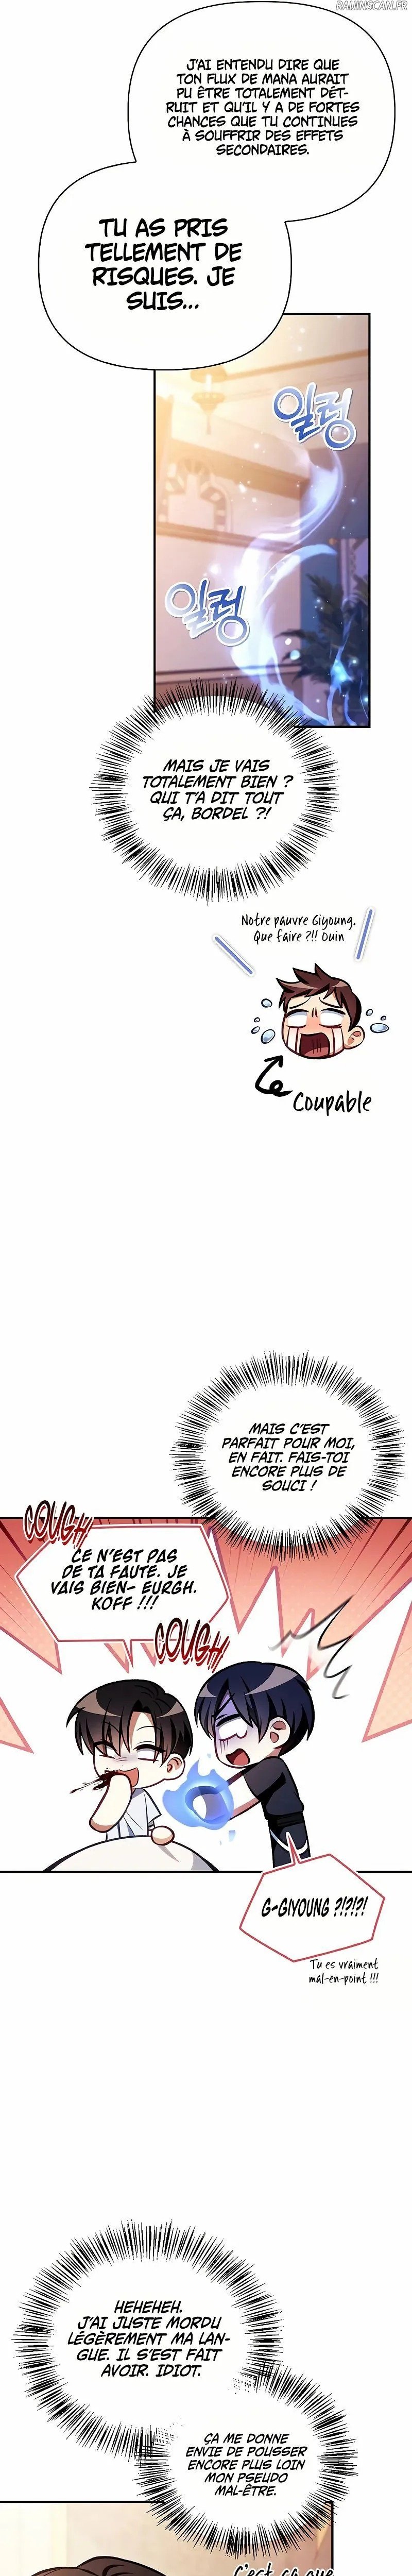 RAIJINSCAN.FR
J'AI ENTENDU DIRE QUE
TON FLUX DE MANA AURAIT
PU ÊTRE TOTALEMENT DÉT-
RUIT ET QU'IL Y A DE FORTES
CHANCES QUE TU CONTINUES
À SOUFFRIR DES EFFETS
SECONDAIRES.
TU AS PRIS
TELLEMENT DE
RISQUES. JE
SUIS...
일렁
일렁
MAIS JE VAIS
TOTALEMENT BIEN ?
QUI T'A DIT TOUT
ÇA, BORDEL ?!
Notre pauvre Giyoung.
Que faire ?!! Ouin
Coupable
MAIS C'EST
PARFAIT POUR MOI,
EN FAIT. FAIS-TOI
ENCORE PLUS DE
SOUCI !
COUGH
CE N'EST PAS
DE TA FAUTE. JE
VAIS BIEN- EURGH.
KOFF !!!
COUGH
G-GIYOUNG ?!?!?!
Tu es vraiment
mal-en-point !!!
HEHEHEH.
J'AI JUSTE MORDU
LÉGÈREMENT MA LAN-
GUE. IL S'EST FAIT
AVOIR. IDIOT.
ÇA ME DONNE
ENVIE DE POUSSER
ENCORE PLUS LOIN
MON PSEUDO
MAL-ÊTRE.
C'est ça que